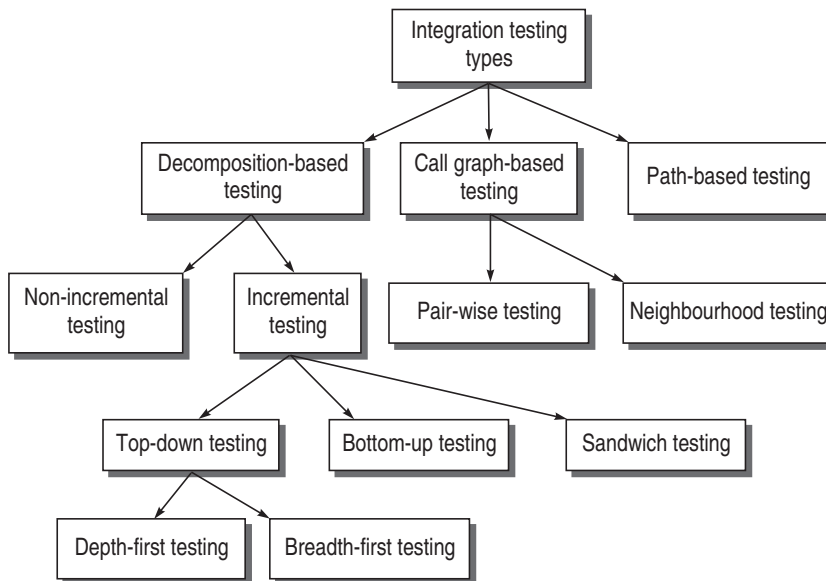 Integration testing
types
Decomposition-based
testing
Call graph-based
testing
Path-based testing
Non-incremental
testing
Incremental
testing
Pair-wise testing
Neighbourhood testing
Top-down testing
Bottom-up testing
Sandwich testing
Depth-first testing
Breadth-first testing